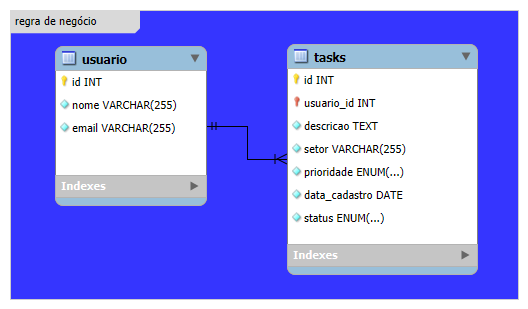 regra de negócio
usuario
id INT
nome VARCHAR(255)
email VARCHAR(255)
Indexes
tasks
id INT
usuario_id INT
descricao TEXT
setor VARCHAR(255)
prioridade ENUM(...)
data_cadastro DATE
status ENUM(...)
Indexes